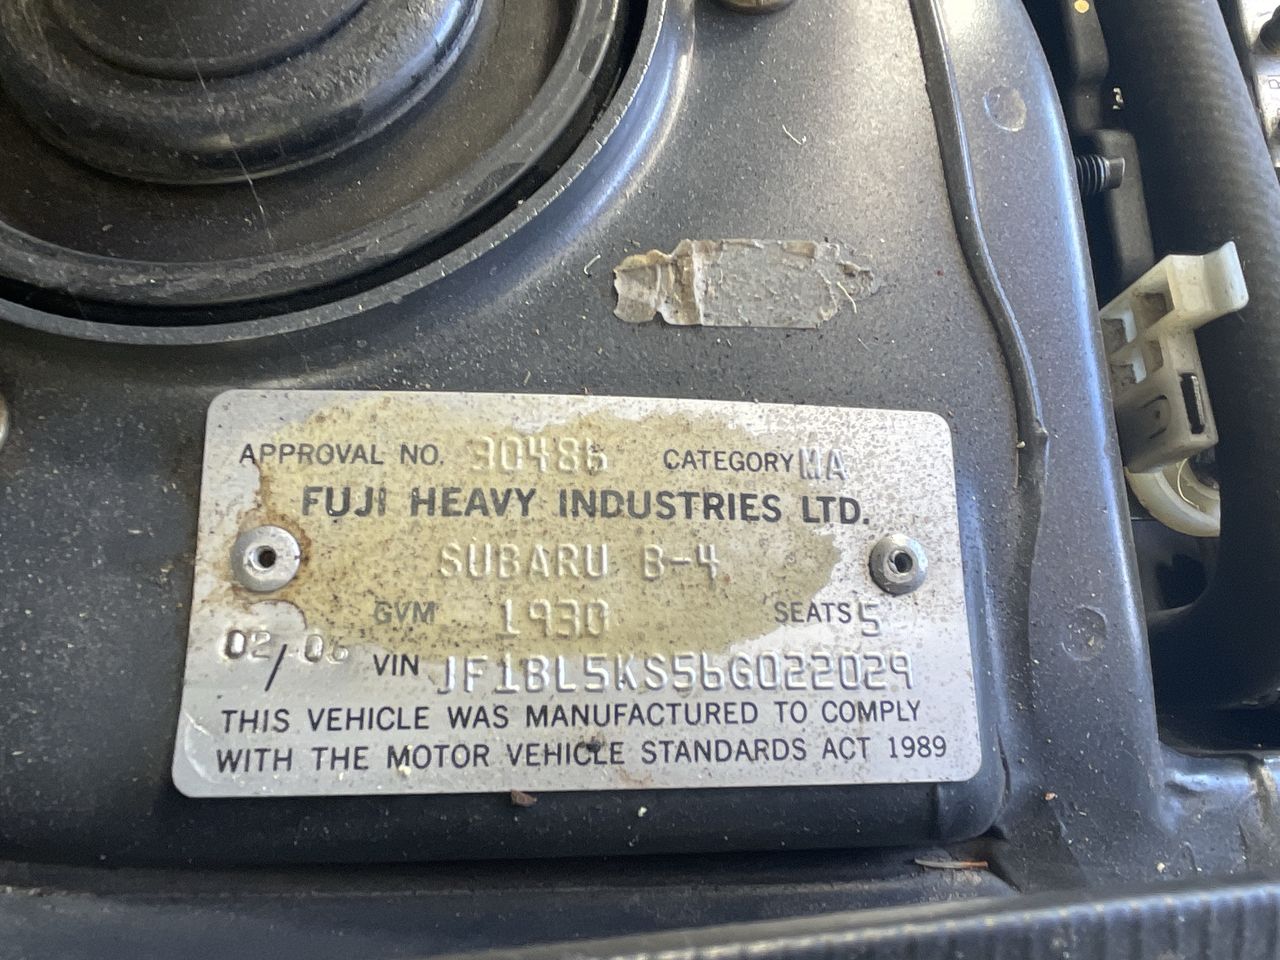 APPROVAL NO. 30486 CATEGORY MA
FUJI HEAVY INDUSTRIES LTD.
SUBARU B-4
GVM 1930 SEATS 5
02/06 VIN JF1BL5KS56G022029
THIS VEHICLE WAS MANUFACTURED TO COMPLY
WITH THE MOTOR VEHICLE STANDARDS ACT 1989